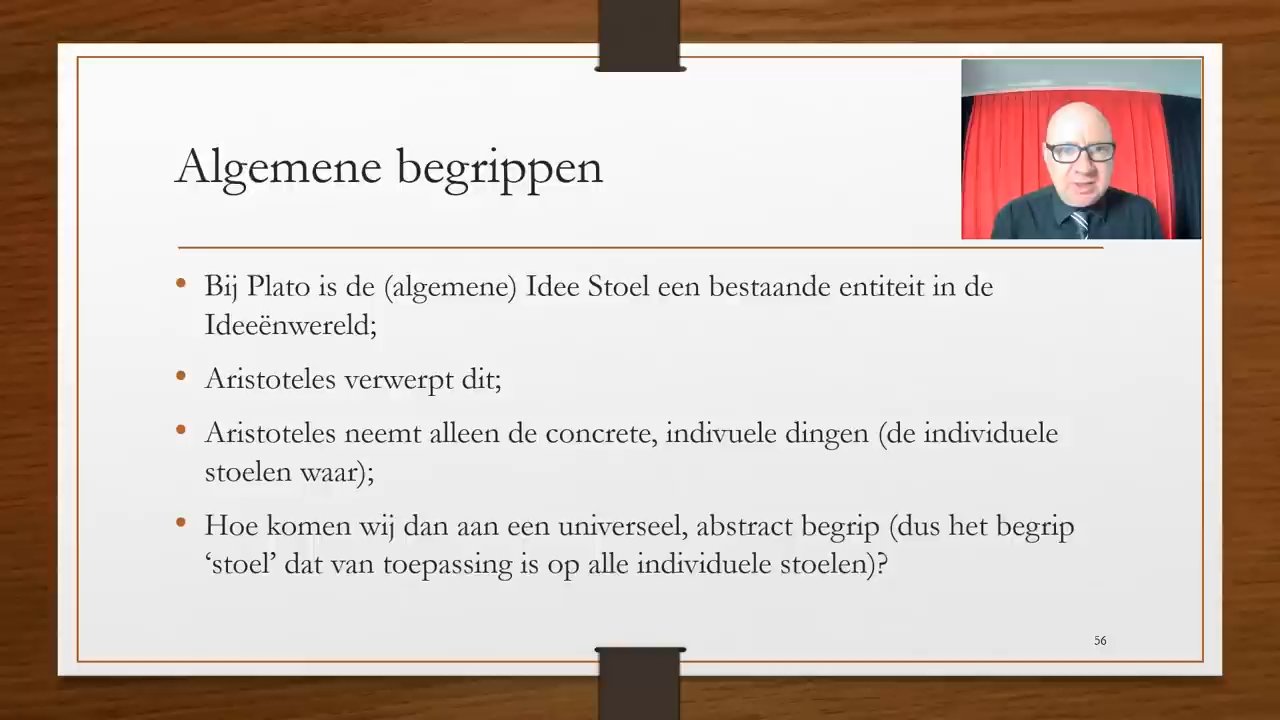 Algemene begrippen
• Bij Plato is de (algemene) Idee Stoel een bestaande entiteit in de
Ideeënwereld;
• Aristoteles verwerpt dit;
• Aristoteles neemt alleen de concrete, indivuele dingen (de individuele
stoelen waar);
• Hoe komen wij dan aan een universeel, abstract begrip (dus het begrip
‘stoel’ dat van toepassing is op alle individuele stoelen)?
56